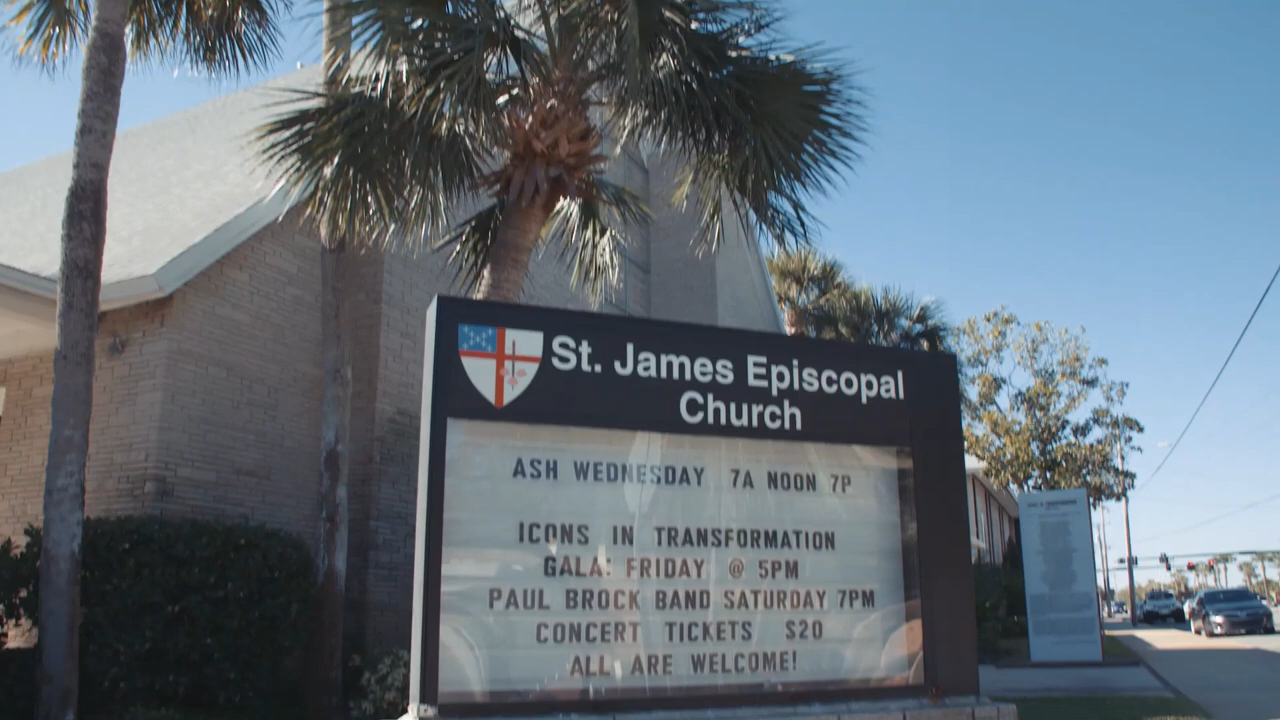 St. James Episcopal
Church
ASH WEDNESDAY 7A NOON 7P
ICONS IN TRANSFORMATION
GALA: FRIDAY @ 5PM
PAUL BROCK BAND SATURDAY 7PM
CONCERT TICKETS $20
ALL ARE WELCOME!